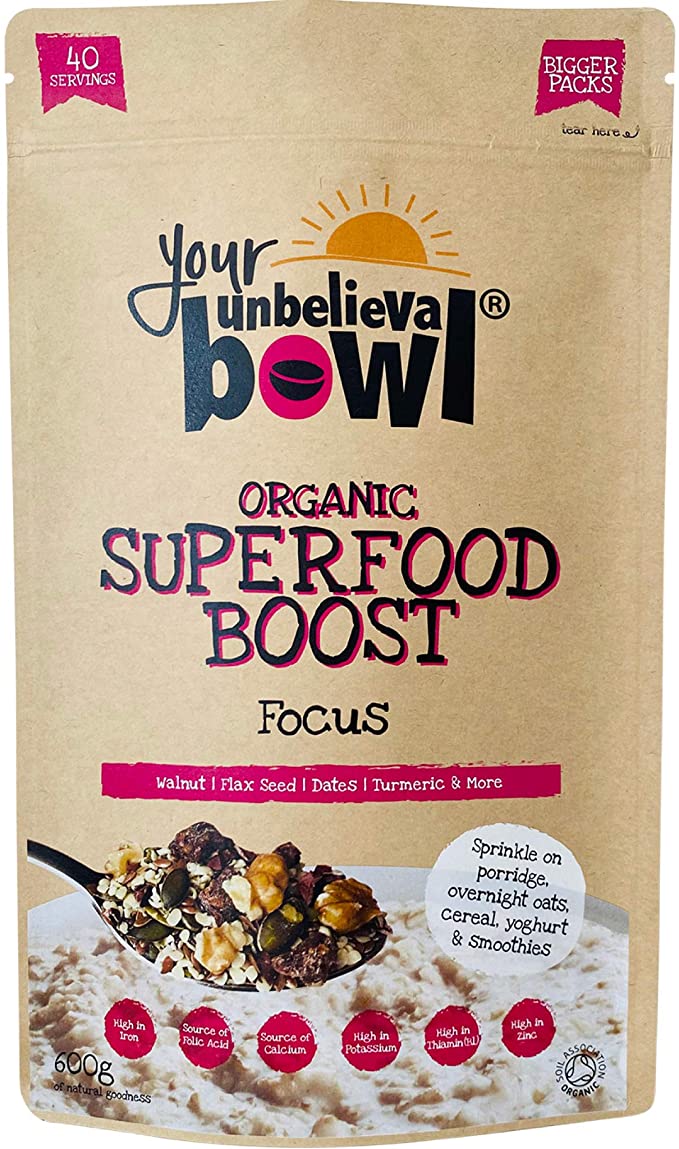 40
SERVINGS
BIGGER
PACKS
tear here
your
unbelieva
bowl®
ORGANIC
SUPERFOOD
BOOST
Focus
Walnut | Flax Seed | Dates | Turmeric & More
Sprinkle on
porridge,
overnight oats,
cereal, yoghurt
& smoothies
High in
Iron
Source of
Folic Acid
Source of
Calcium
High in
Potassium
High in
Thiamin (B1)
High in
Zinc
600g
of natural goodness
SOIL ASSOCIATION
ORGANIC